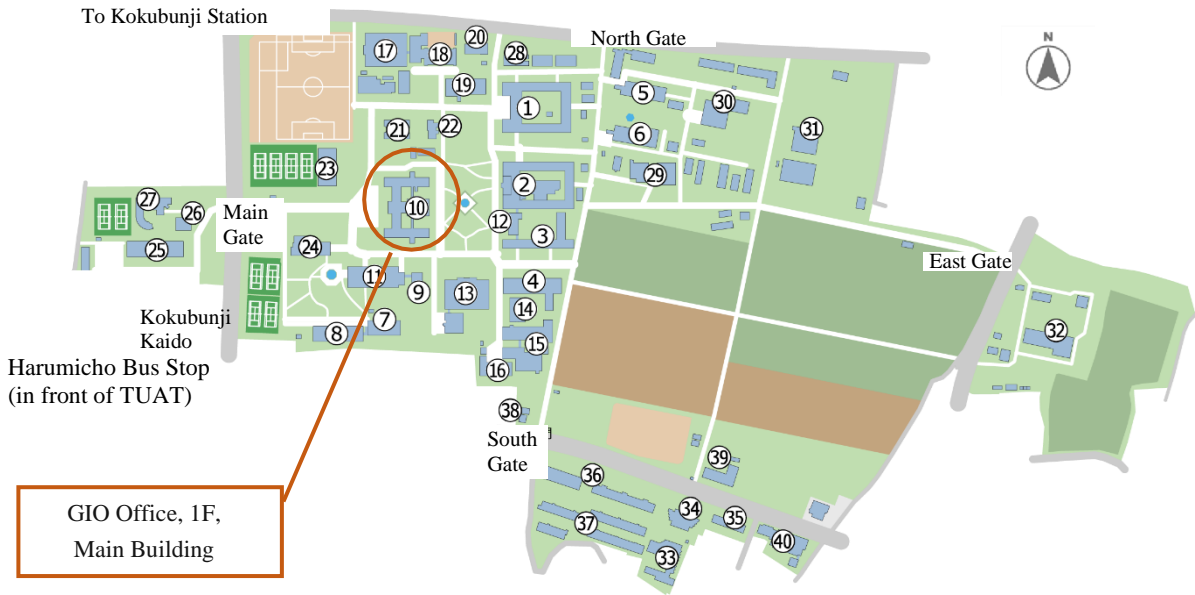 To Kokubunji Station
North Gate
N
20
17
18
28
19
5
30
1
21
22
6
31
23
29
2
27
26
Main
Gate
10
12
3
25
24
East Gate
11
9
13
4
Kokubunji
Kaido
7
8
14
15
32
Harumicho Bus Stop
(in front of TUAT)
16
38
South
Gate
39
36
34
35
37
40
33
GIO Office, 1F,
Main Building